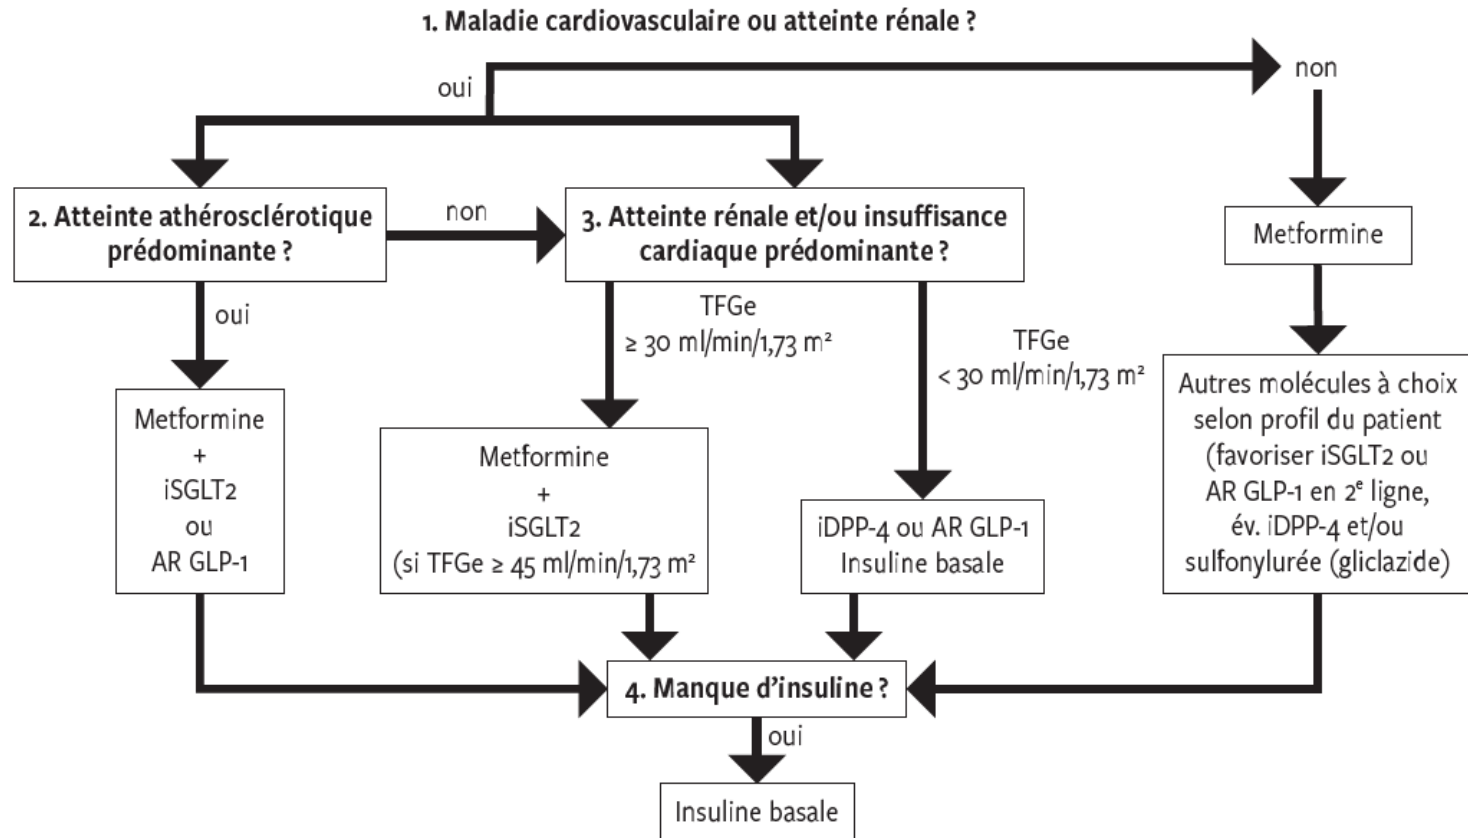 1. Maladie cardiovasculaire ou atteinte rénale ?
oui
non
2. Atteinte athérosclérotique
prédominante ?
non
3. Atteinte rénale et/ou insuffisance
cardiaque prédominante ?
Metformine
oui
TFGe
≥ 30 ml/min/1,73 m²
TFGe
< 30 ml/min/1,73 m²
Metformine
+
iSGLT2
ou
AR GLP-1
Metformine
+
iSGLT2
(si TFGe ≥ 45 ml/min/1,73 m²
iDPP-4 ou AR GLP-1
Insuline basale
Autres molécules à choix
selon profil du patient
(favoriser iSGLT2 ou
AR GLP-1 en 2ᵉ ligne,
év. iDPP-4 et/ou
sulfonylurée (gliclazide)
4. Manque d'insuline ?
oui
Insuline basale